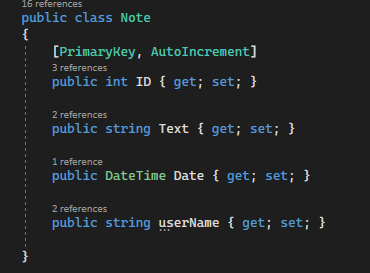 16 references
public class Note
{
[PrimaryKey, AutoIncrement]
3 references
public int ID { get; set; }
2 references
public string Text { get; set; }
1 reference
public DateTime Date { get; set; }
2 references
public string userName { get; set; }
}